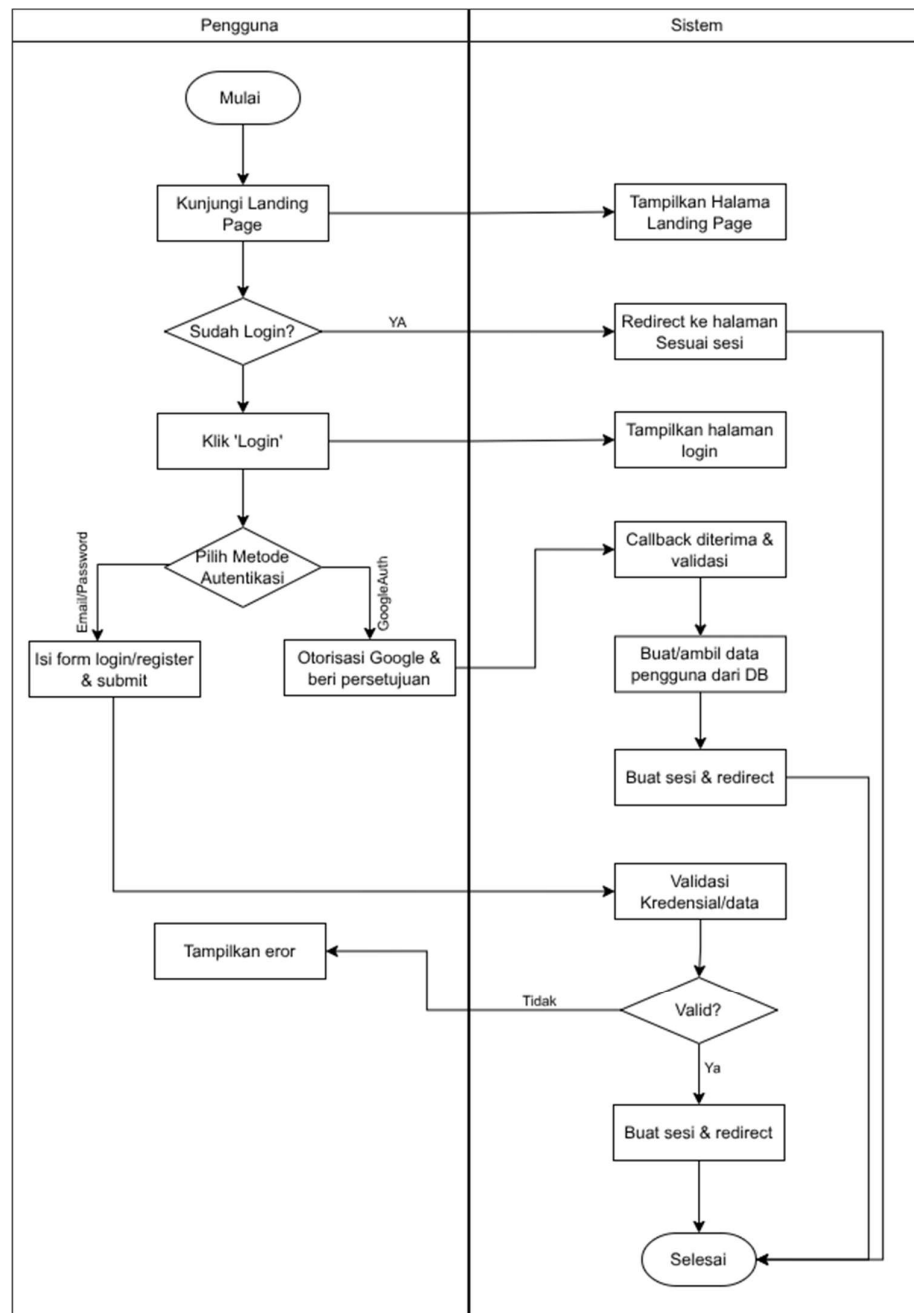 Pengguna
Sistem
Mulai
Kunjungi Landing
Page
Tampilkan Halama
Landing Page
Sudah Login?
YA
Redirect ke halaman
Sesuai sesi
Klik 'Login'
Tampilkan halaman
login
Pilih Metode
Autentikasi
Email/Password
GoogleAuth
Callback diterima &
validasi
Isi form login/register
& submit
Otorisasi Google &
beri persetujuan
Buat/ambil data
pengguna dari DB
Buat sesi & redirect
Validasi
Kredensial/data
Tampilkan eror
Tidak
Valid?
Ya
Buat sesi & redirect
Selesai